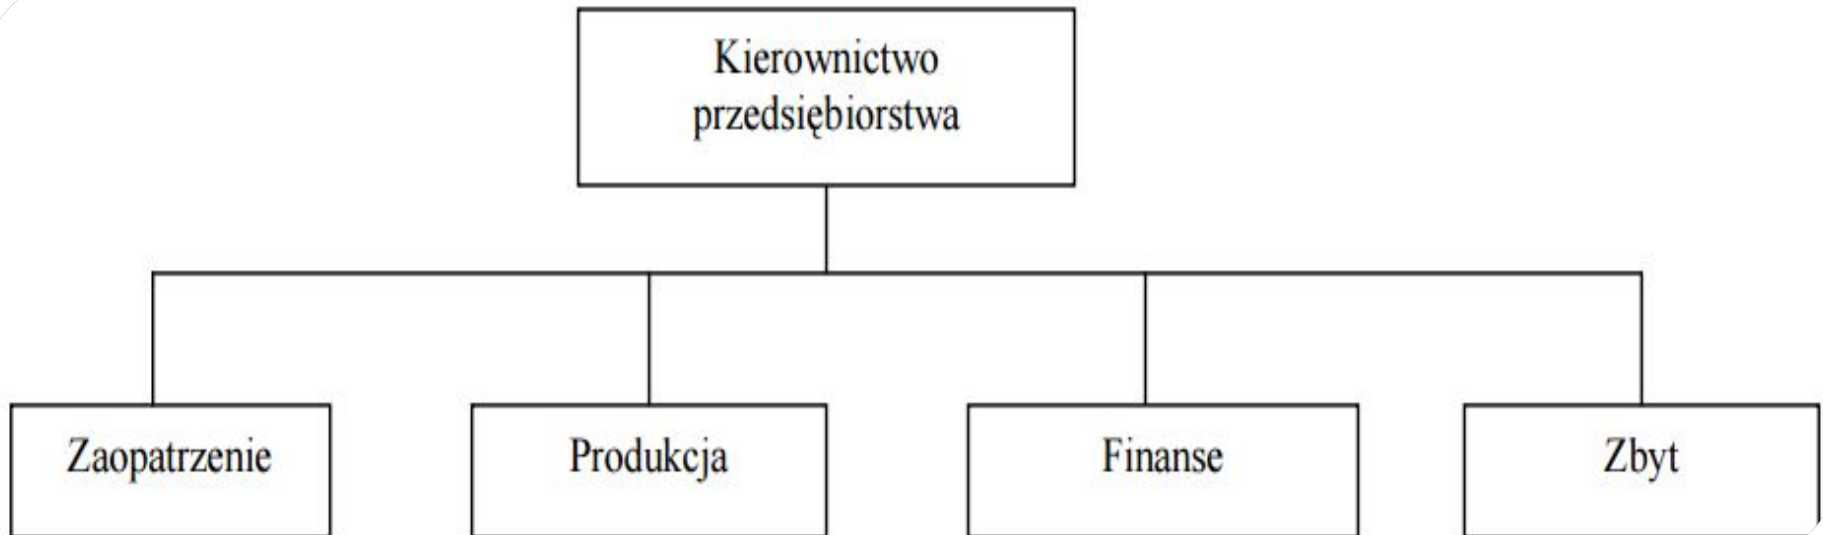 Kierownictwo
przedsiębiorstwa
Zaopatrzenie
Produkcja
Finanse
Zbyt